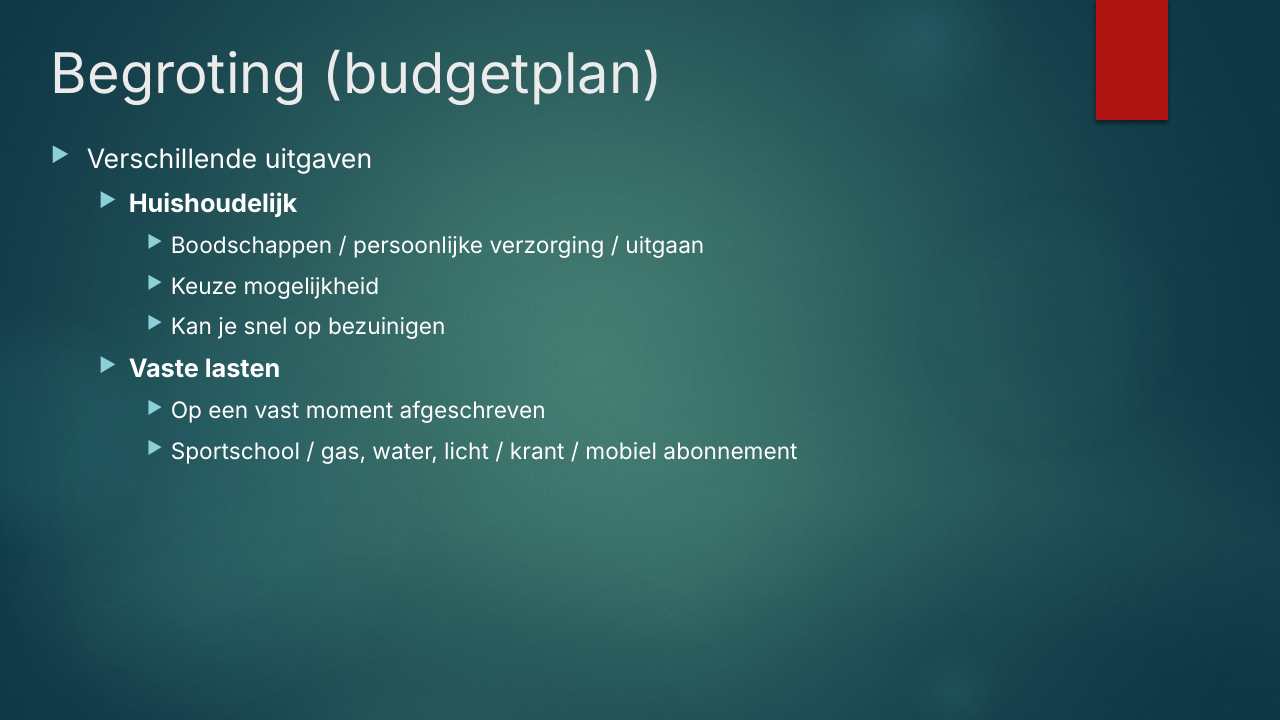 Begroting (budgetplan)
Verschillende uitgaven
Huishoudelijk
Boodschappen / persoonlijke verzorging / uitgaan
Keuze mogelijkheid
Kan je snel op bezuinigen
Vaste lasten
Op een vast moment afgeschreven
Sportschool / gas, water, licht / krant / mobiel abonnement